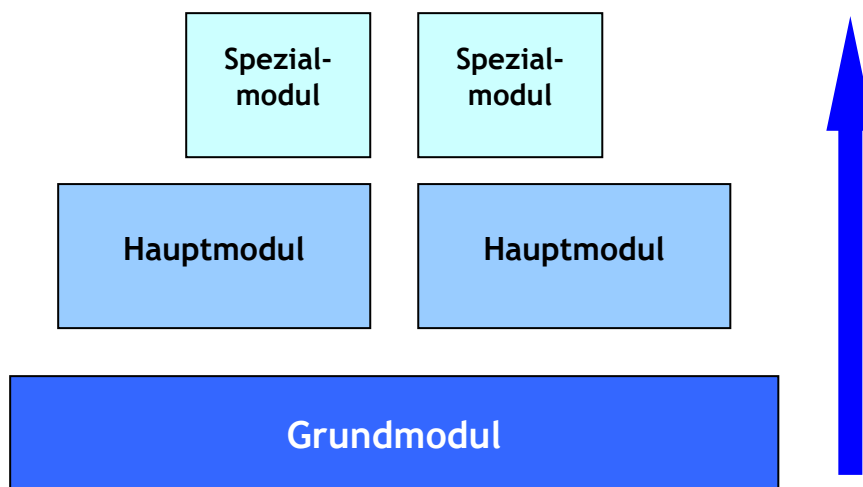 Spezial-
modul
Spezial-
modul
Hauptmodul
Hauptmodul
Grundmodul